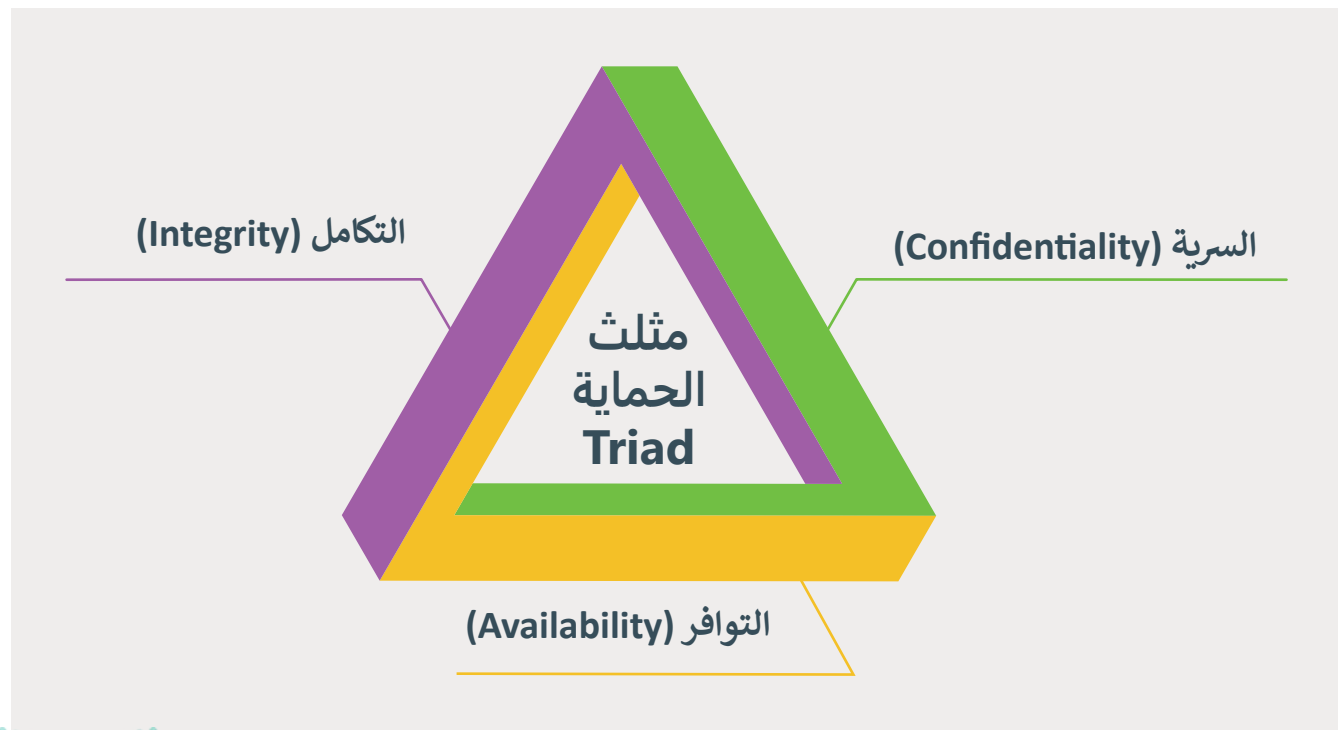 السرية (Confidentiality)
التكامل (Integrity)
مثلث
الحماية
Triad
التوافر (Availability)